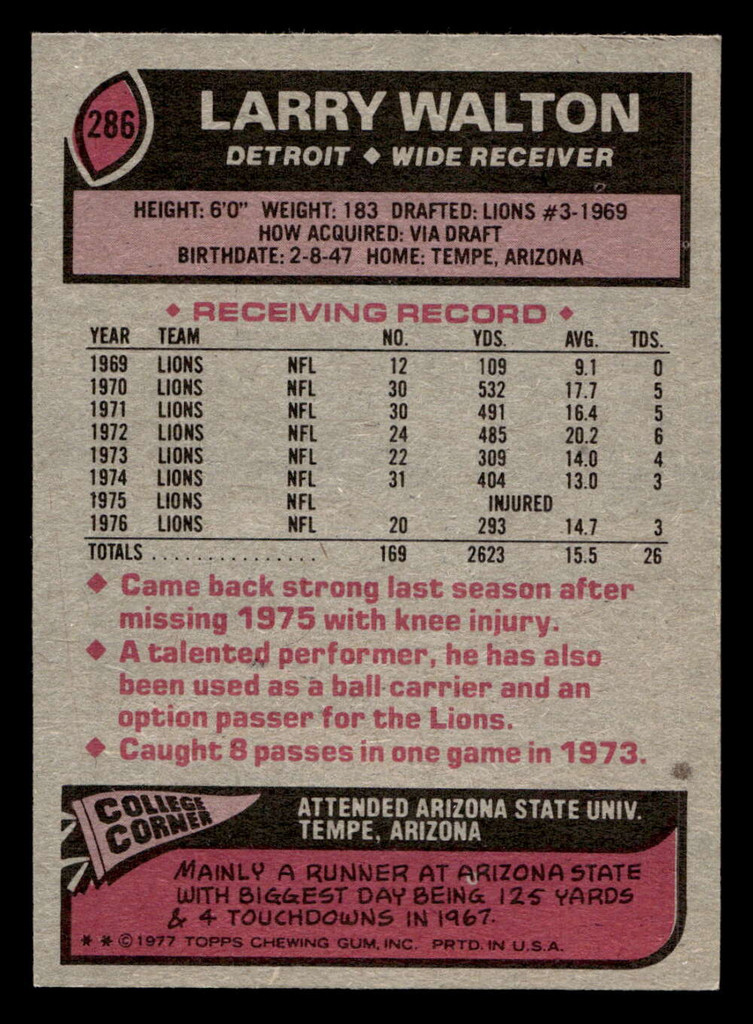 286
LARRY WALTON
DETROIT ◆ WIDE RECEIVER
HEIGHT: 6'0" WEIGHT: 183 DRAFTED: LIONS #3-1969
HOW ACQUIRED: VIA DRAFT
BIRTHDATE: 2-8-47 HOME: TEMPE, ARIZONA
◆ RECEIVING RECORD ◆
YEAR TEAM NO. YDS. AVG. TDS.
1969 LIONS NFL 12 109 9.1 0
1970 LIONS NFL 30 532 17.7 5
1971 LIONS NFL 30 491 16.4 5
1972 LIONS NFL 24 485 20.2 6
1973 LIONS NFL 22 309 14.0 4
1974 LIONS NFL 31 404 13.0 3
1975 LIONS NFL INJURED
1976 LIONS NFL 20 293 14.7 3
TOTALS . . . . . . . . . . . . . . . 169 2623 15.5 26
◆ Came back strong last season after
missing 1975 with knee injury.
◆ A talented performer, he has also
been used as a ball-carrier and an
option passer for the Lions.
◆ Caught 8 passes in one game in 1973.
COLLEGE
CORNER
ATTENDED ARIZONA STATE UNIV.
TEMPE, ARIZONA
MAINLY A RUNNER AT ARIZONA STATE
WITH BIGGEST DAY BEING 125 YARDS
& 4 TOUCHDOWNS IN 1967.
* * © 1977 TOPPS CHEWING GUM, INC. PRTD. IN U.S.A.